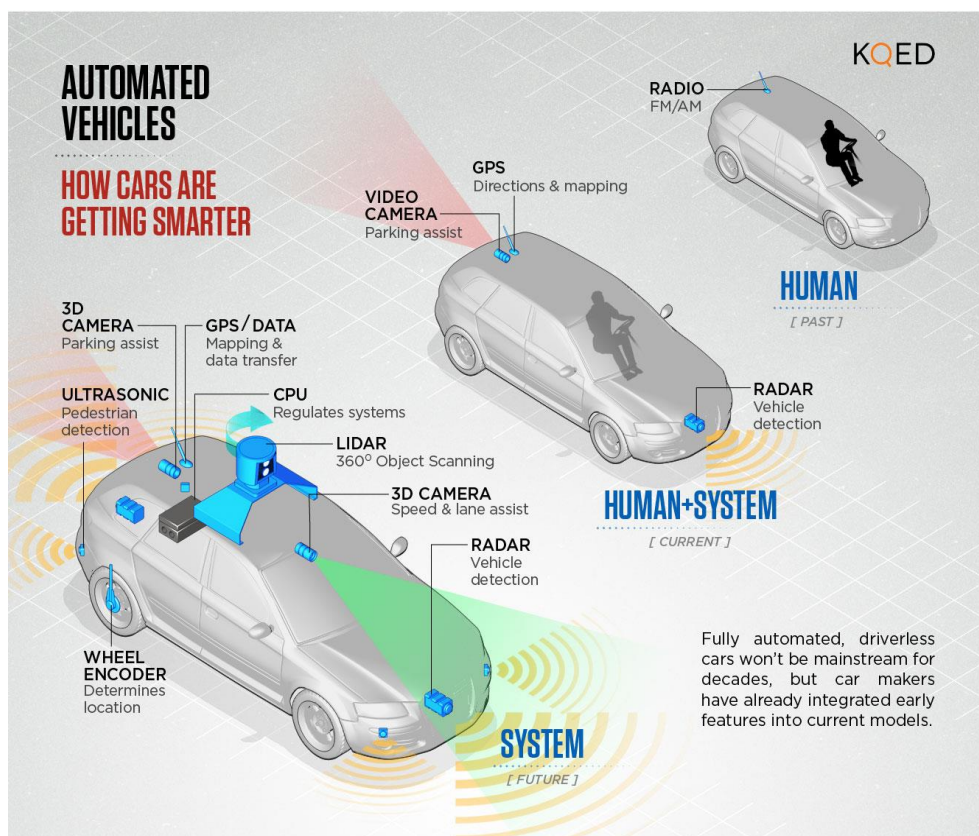 AUTOMATED
VEHICLES
HOW CARS ARE
GETTING SMARTER
KQED
RADIO
FM/AM
HUMAN
[ PAST ]
GPS
Directions & mapping
VIDEO
CAMERA
Parking assist
RADAR
Vehicle
detection
HUMAN+SYSTEM
[ CURRENT ]
3D
CAMERA
Parking assist
GPS/DATA
Mapping &
data transfer
ULTRASONIC
Pedestrian
detection
CPU
Regulates systems
LIDAR
360⁰ Object Scanning
3D CAMERA
Speed & lane assist
RADAR
Vehicle
detection
WHEEL
ENCODER
Determines
location
SYSTEM
[ FUTURE ]
Fully automated, driverless
cars won’t be mainstream for
decades, but car makers
have already integrated early
features into current models.